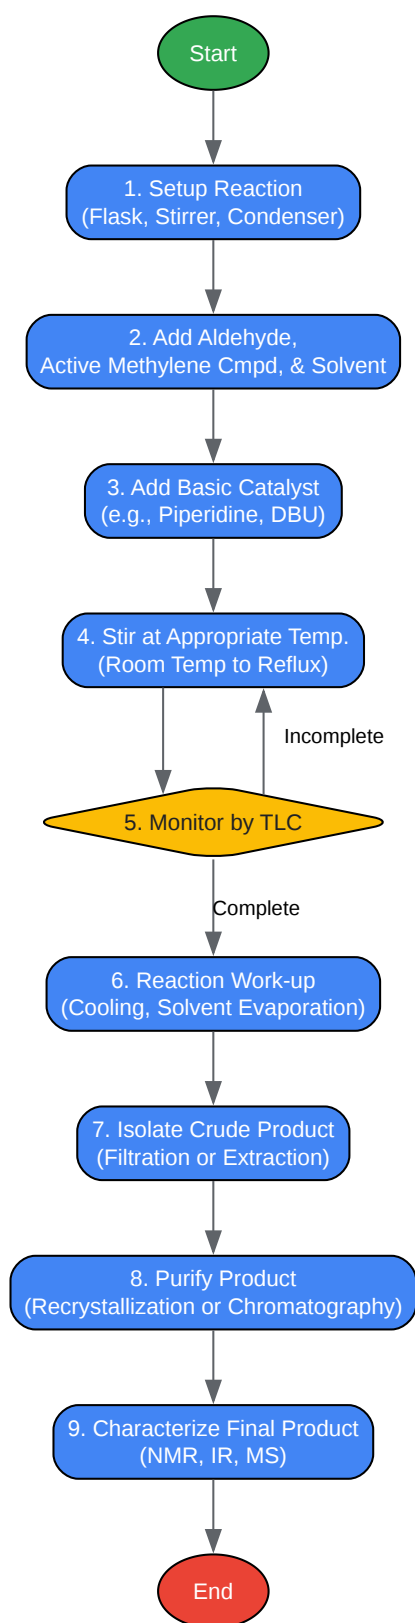 Start
1. Setup Reaction
(Flask, Stirrer, Condenser)
2. Add Aldehyde,
Active Methylene Cmpd, & Solvent
3. Add Basic Catalyst
(e.g., Piperidine, DBU)
4. Stir at Appropriate Temp.
(Room Temp to Reflux)
Incomplete
5. Monitor by TLC
Complete
6. Reaction Work-up
(Cooling, Solvent Evaporation)
7. Isolate Crude Product
(Filtration or Extraction)
8. Purify Product
(Recrystallization or Chromatography)
9. Characterize Final Product
(NMR, IR, MS)
End